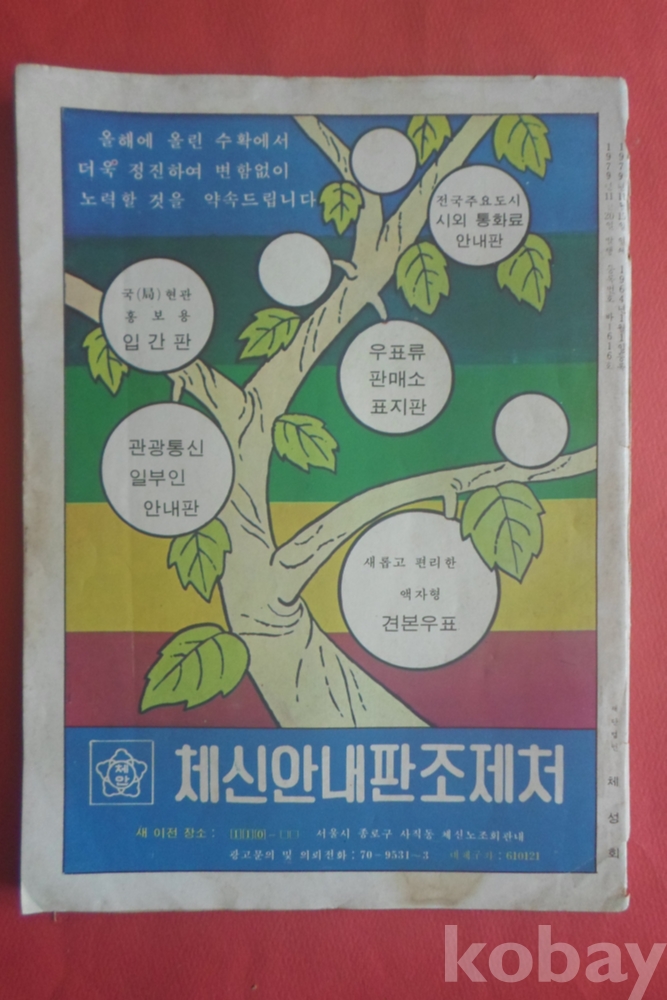 올해에 올린 수확에서
더욱 정진하여 변함없이
노력할 것을 약속드립니다
전국주요도시
시외 통화료
안내판
국(局)현판
홍보용
입간판
우표류
판매소
표지판
관광통신
일부인
안내판
새롭고 편리한
액자형
견본우표
체신안내판조제처
새 이전 장소 : 서울시 종로구 사직동 체신노조회관내
광고문의 및 의뢰전화 : 70-9531~3 610121
체성회
kobay